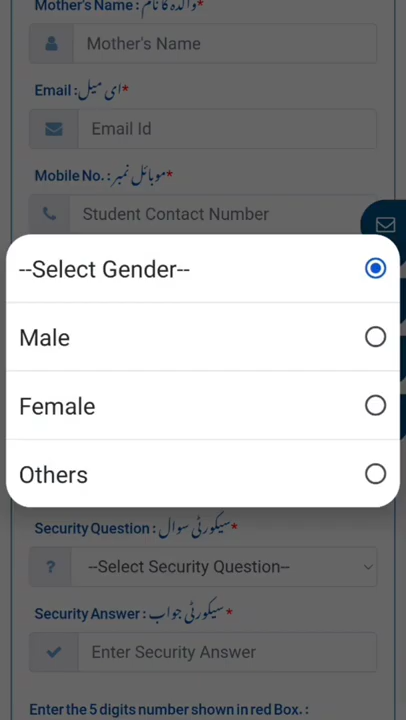 Mother's Name : والدہ کا نام*
Mother's Name
Email: ای میل*
Email Id
Mobile No. : موبائل نمبر*
Student Contact Number
--Select Gender--
Male
Female
Others
Security Question : سیکورٹی سوال*
?
--Select Security Question--
Security Answer : سیکورٹی جواب*
Enter Security Answer
Enter the 5 digits number shown in red Box. :